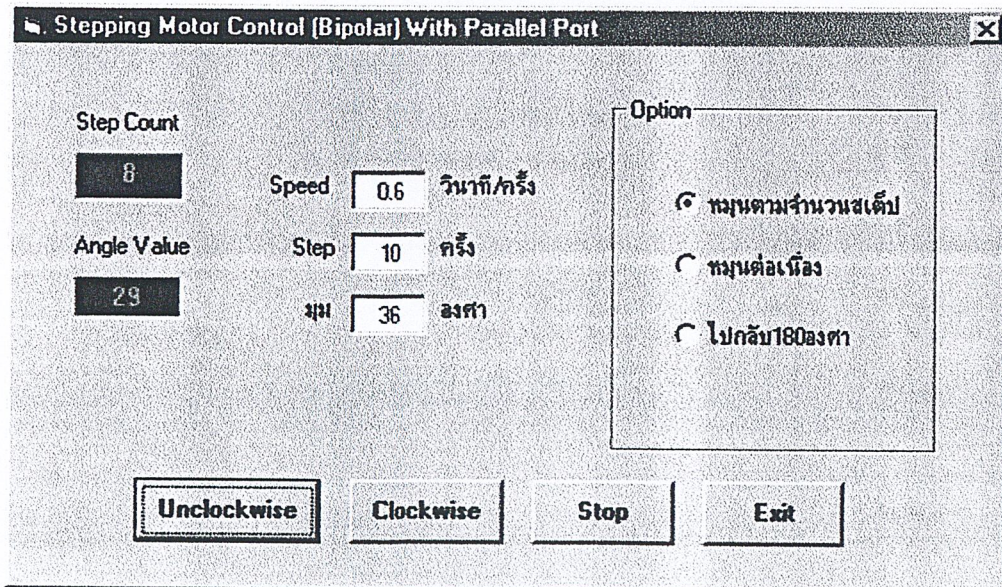 Stepping Motor Control (Bipolar) With Parallel Port
Step Count
8
Angle Value
29
Speed 0.6 วินาที/ครั้ง
Step 10 ครั้ง
มุม 36 องศา
Option
หมุนตามจำนวนสเต็ป
หมุนต่อเนื่อง
ไปกลับ180องศา
Unclockwise Clockwise Stop Exit